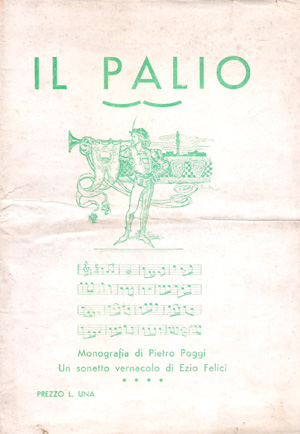 IL PALIO
Monografia di Pietro Poggi
Un sonetto vernacolo di Ezio Felici
PREZZO L. UNA